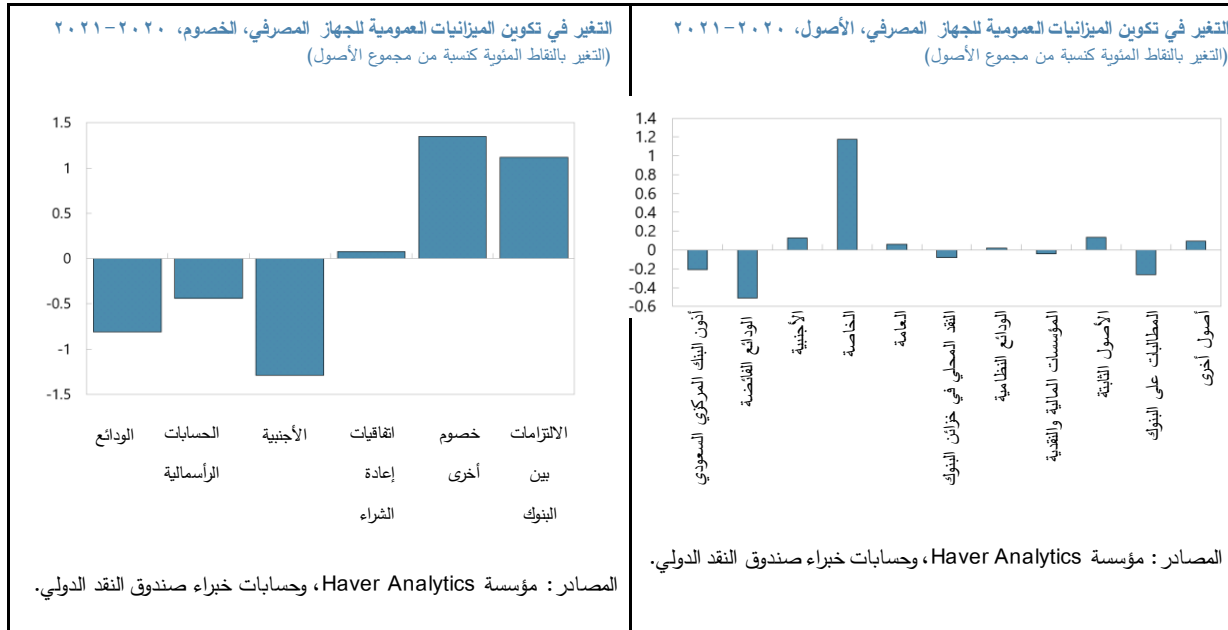 التغير في تكوين الميزانيات العمومية للجهاز المصرفي، الأصول، ٢٠٢٠-٢٠٢١
(التغير بالنقاط المئوية كنسبة من مجموع الأصول)
1.4
1.2
1
0.8
0.6
0.4
0.2
0
-0.2
-0.4
-0.6
أذون البنك المركزي السعودي
الودائع الفائضة
الأجنبية
الخاصة
العامة
النقد المحلي في خزائن البنوك
الودائع النظامية
المؤسسات المالية والنقدية
الأصول الثابتة
المطالبات على البنوك
أصول أخرى
المصادر: مؤسسة Haver Analytics، وحسابات خبراء صندوق النقد الدولي.
التغير في تكوين الميزانيات العمومية للجهاز المصرفي، الخصوم، ٢٠٢٠-٢٠٢١
(التغير بالنقاط المئوية كنسبة من مجموع الأصول)
1.5
1
0.5
0
-0.5
-1
-1.5
الودائع
الحسابات
الرأسمالية
الأجنبية
اتفاقيات
إعادة
الشراء
خصوم
أخرى
الالتزامات
بين
البنوك
المصادر: مؤسسة Haver Analytics، وحسابات خبراء صندوق النقد الدولي.